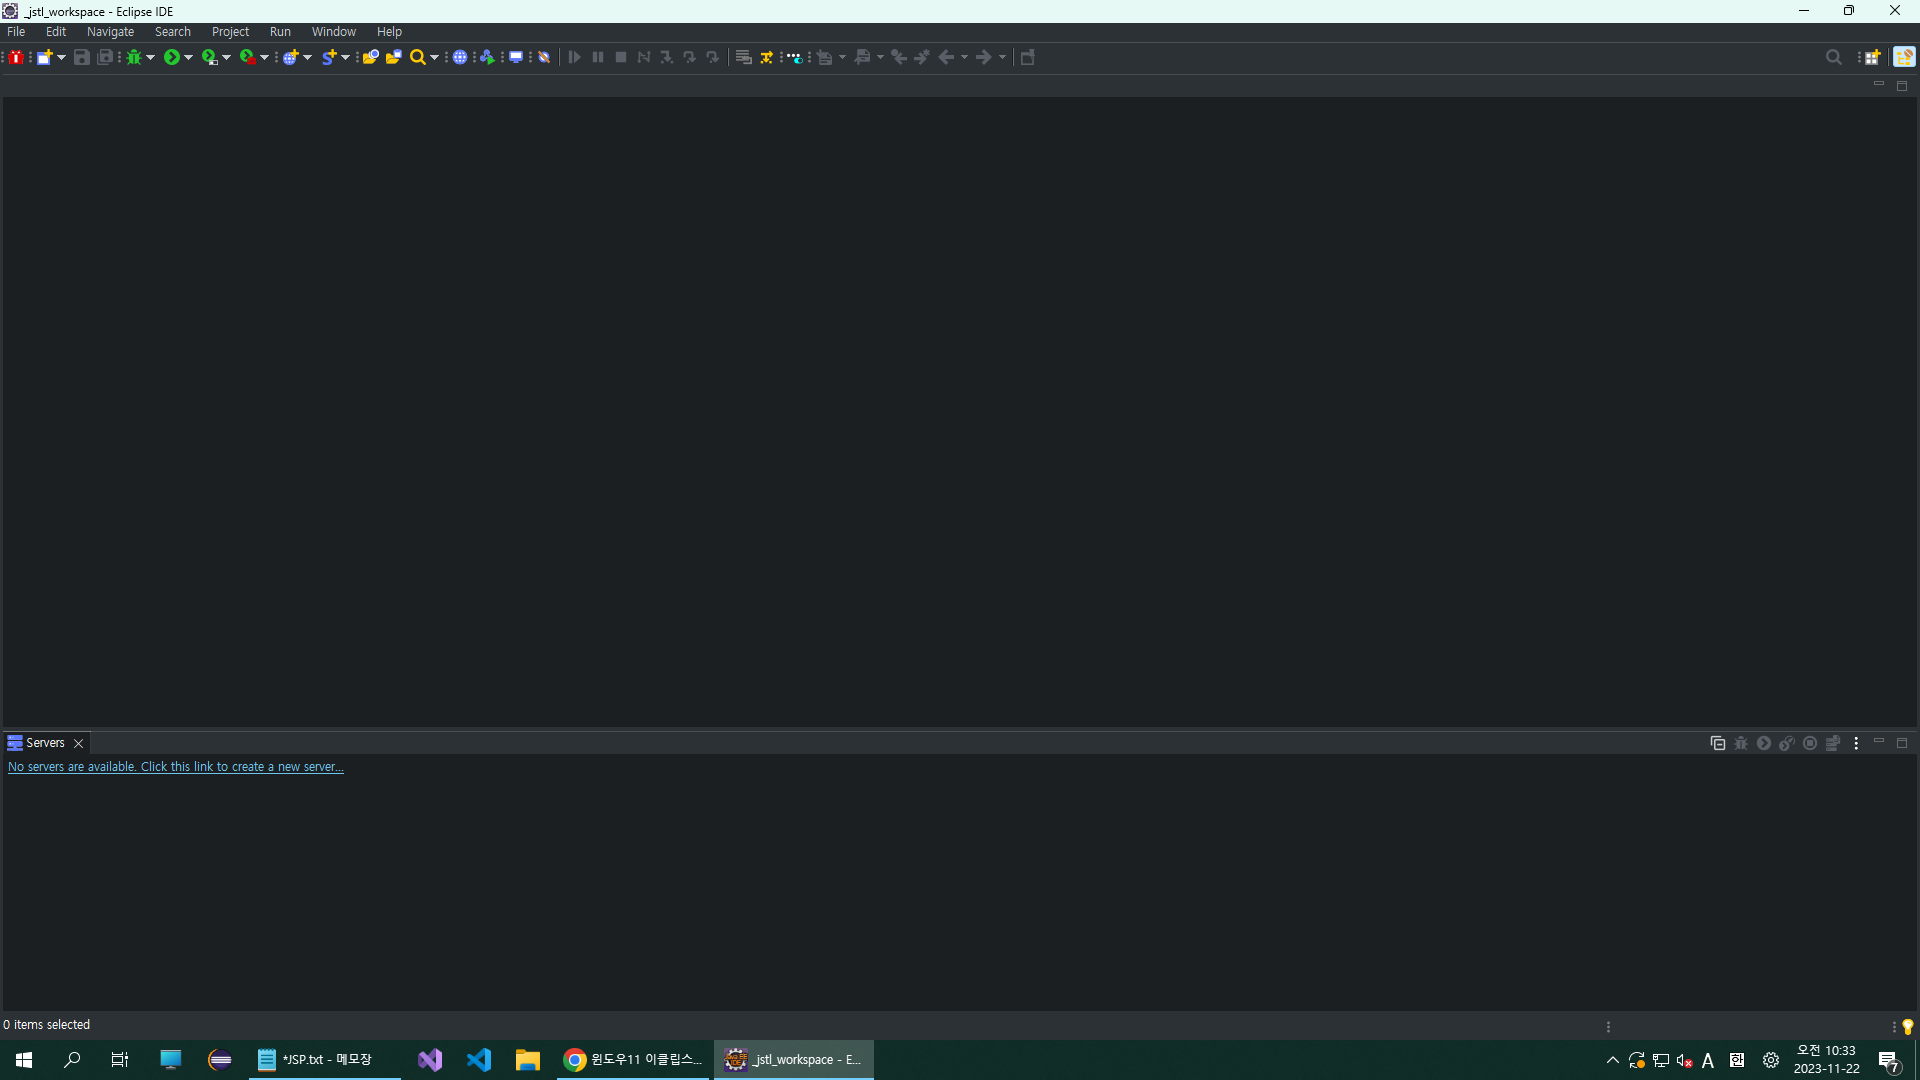 _jstl_workspace - Eclipse IDE
File Edit Navigate Search Project Run Window Help
Servers
No servers are available. Click this link to create a new server...
0 items selected
*JSP.txt - 메모장
윈도우11 이클립스...
_jstl_workspace - E...
A
오전 10:33
2023-11-22
7